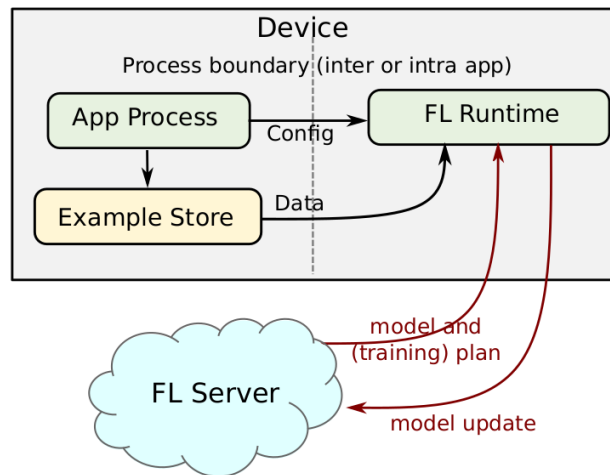 Device
Process boundary (inter or intra app)
App Process
FL Runtime
Config
Example Store
Data
model and
(training) plan
FL Server
model update